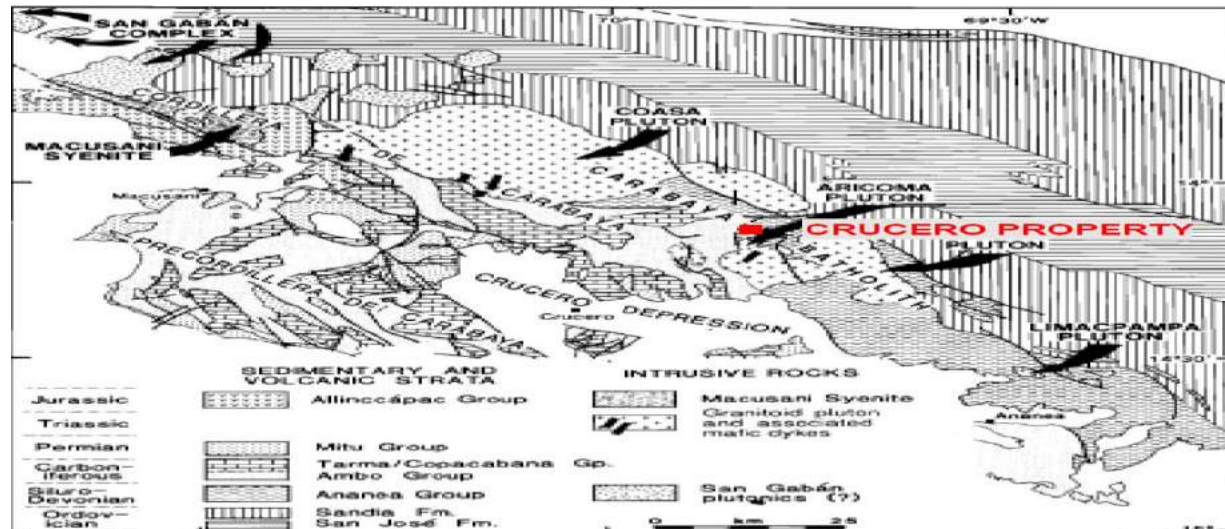 70°
69°30'W
SAN GABÁN
COMPLEX
CORDILLERA
DE
CARABAYA
BATHOLITH
COASA
PLUTON
MACUSANI
SYENITE
Macusani
ARICOMA
PLUTON
14°
CRUCERO PROPERTY
PLUTON
PRECORDILLERA DE
CARABAYA
CRUCERO
DEPRESSION
Crucero
LIMACPAMPA
PLUTON
14°30'
Ananea
SEDIMENTARY AND
VOLCANIC STRATA
INTRUSIVE ROCKS
Jurassic
Allinccápac Group
Macusani Syenite
Triassic
Granitoid pluton
and associated
mafic dykes
Permian
Mitu Group
Carbon-
iferous
Tarma/Copacabana Gp.
Ambo Group
Siluro-
Devonian
Ananea Group
San Gabán
plutonics (?)
Ordov-
ician
Sandia Fm.
San José Fm.
0 km 25
15°